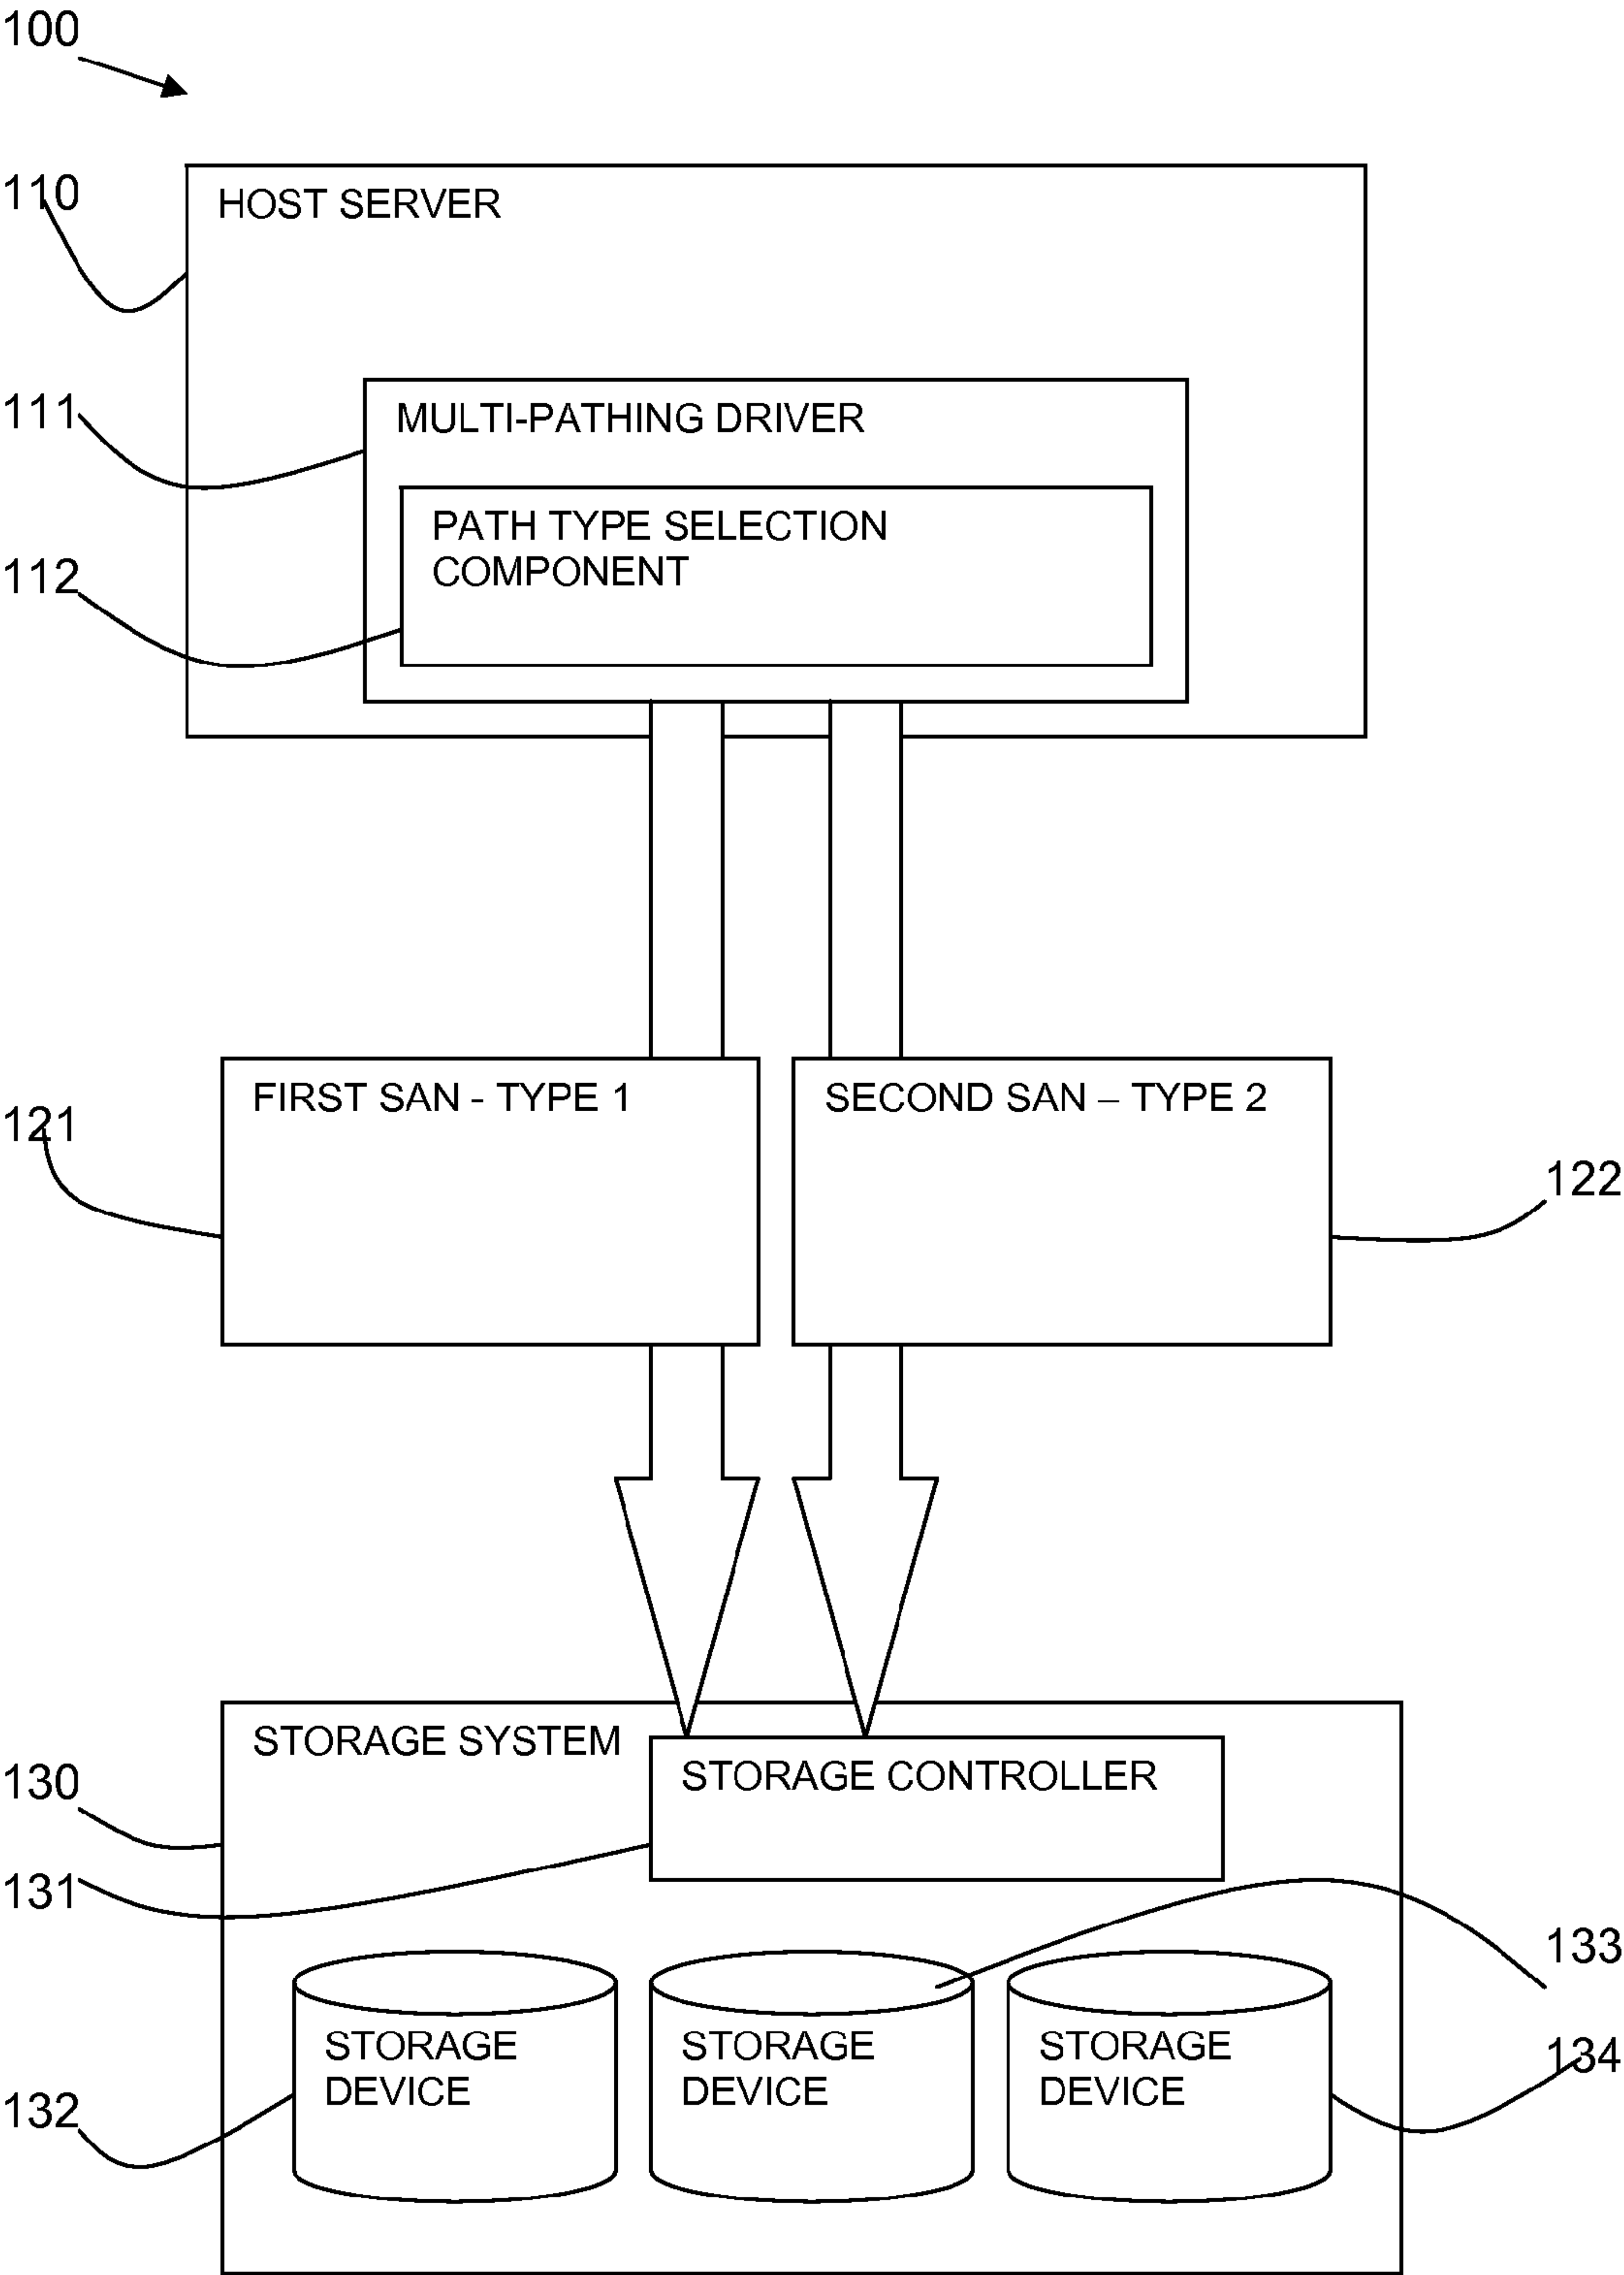 100
110
HOST SERVER
111
MULTI-PATHING DRIVER
PATH TYPE SELECTION
COMPONENT
112
FIRST SAN - TYPE 1
SECOND SAN – TYPE 2
121
122
STORAGE SYSTEM
STORAGE CONTROLLER
130
131
133
STORAGE
DEVICE
STORAGE
DEVICE
STORAGE
DEVICE
134
132